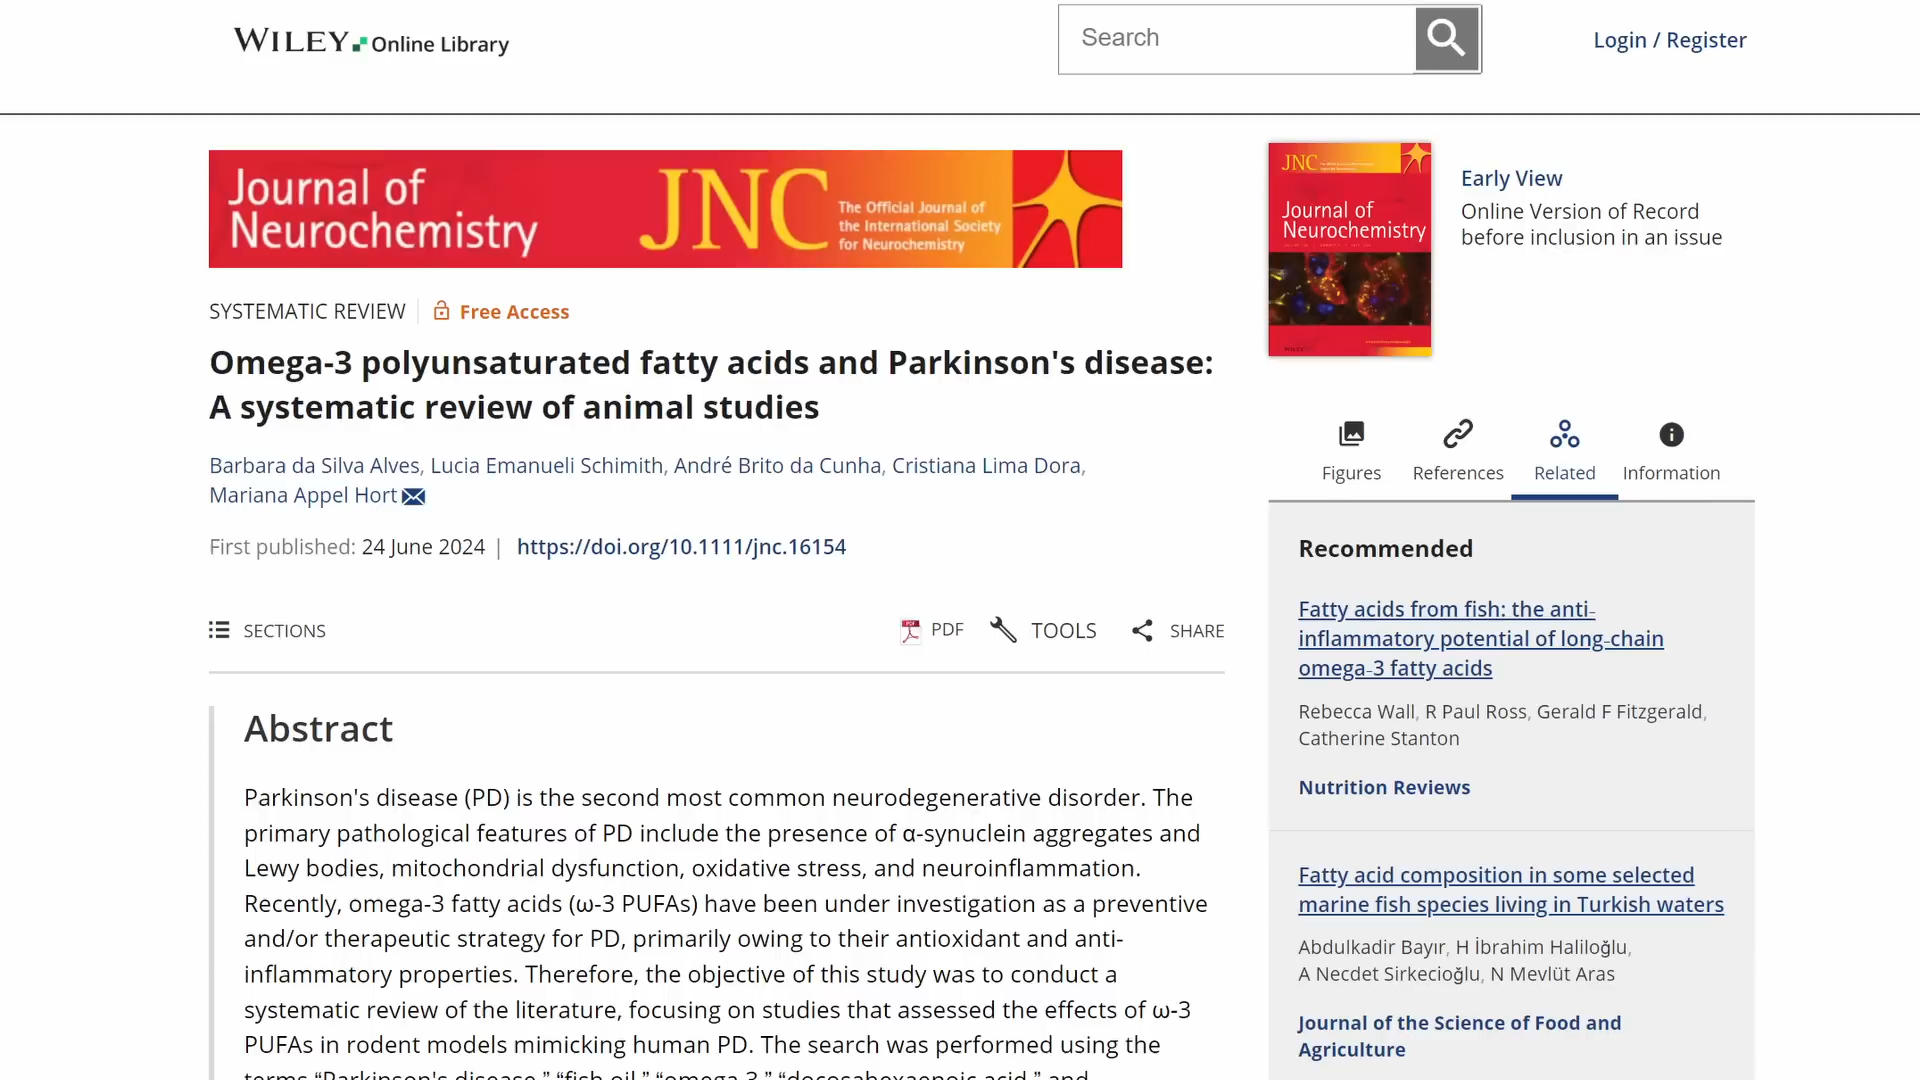 WILEY Online Library
Search
Login / Register
Journal of
Neurochemistry
JNC
The Official Journal of
the International Society
for Neurochemistry
JNC
Journal of
Neurochemistry
WILEY
Early View
Online Version of Record
before inclusion in an issue
SYSTEMATIC REVIEW
Free Access
Omega-3 polyunsaturated fatty acids and Parkinson's disease:
A systematic review of animal studies
Barbara da Silva Alves, Lucia Emanueli Schimith, André Brito da Cunha, Cristiana Lima Dora,
Mariana Appel Hort
First published: 24 June 2024 | https://doi.org/10.1111/jnc.16154
SECTIONS
PDF
TOOLS
SHARE
Abstract
Parkinson's disease (PD) is the second most common neurodegenerative disorder. The
primary pathological features of PD include the presence of α-synuclein aggregates and
Lewy bodies, mitochondrial dysfunction, oxidative stress, and neuroinflammation.
Recently, omega-3 fatty acids (ω-3 PUFAs) have been under investigation as a preventive
and/or therapeutic strategy for PD, primarily owing to their antioxidant and anti-
inflammatory properties. Therefore, the objective of this study was to conduct a
systematic review of the literature, focusing on studies that assessed the effects of ω-3
PUFAs in rodent models mimicking human PD. The search was performed using the
terms “Parkinson's disease,” “fish oil,” “omega 3,” “docosahexaenoic acid,” and
Figures
References
Related
Information
Recommended
Fatty acids from fish: the anti-
inflammatory potential of long-chain
omega-3 fatty acids
Rebecca Wall, R Paul Ross, Gerald F Fitzgerald,
Catherine Stanton
Nutrition Reviews
Fatty acid composition in some selected
marine fish species living in Turkish waters
Abdulkadir Bayır, H İbrahim Haliloğlu,
A Necdet Sirkecioğlu, N Mevlüt Aras
Journal of the Science of Food and
Agriculture